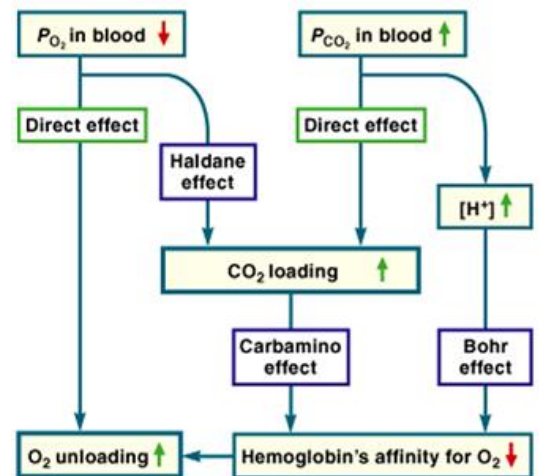 PO2 in blood ↓
PCO2 in blood ↑
Direct effect
Direct effect
Haldane
effect
[H+] ↑
CO2 loading ↑
Carbamino
effect
Bohr
effect
O2 unloading ↑
Hemoglobin's affinity for O2 ↓